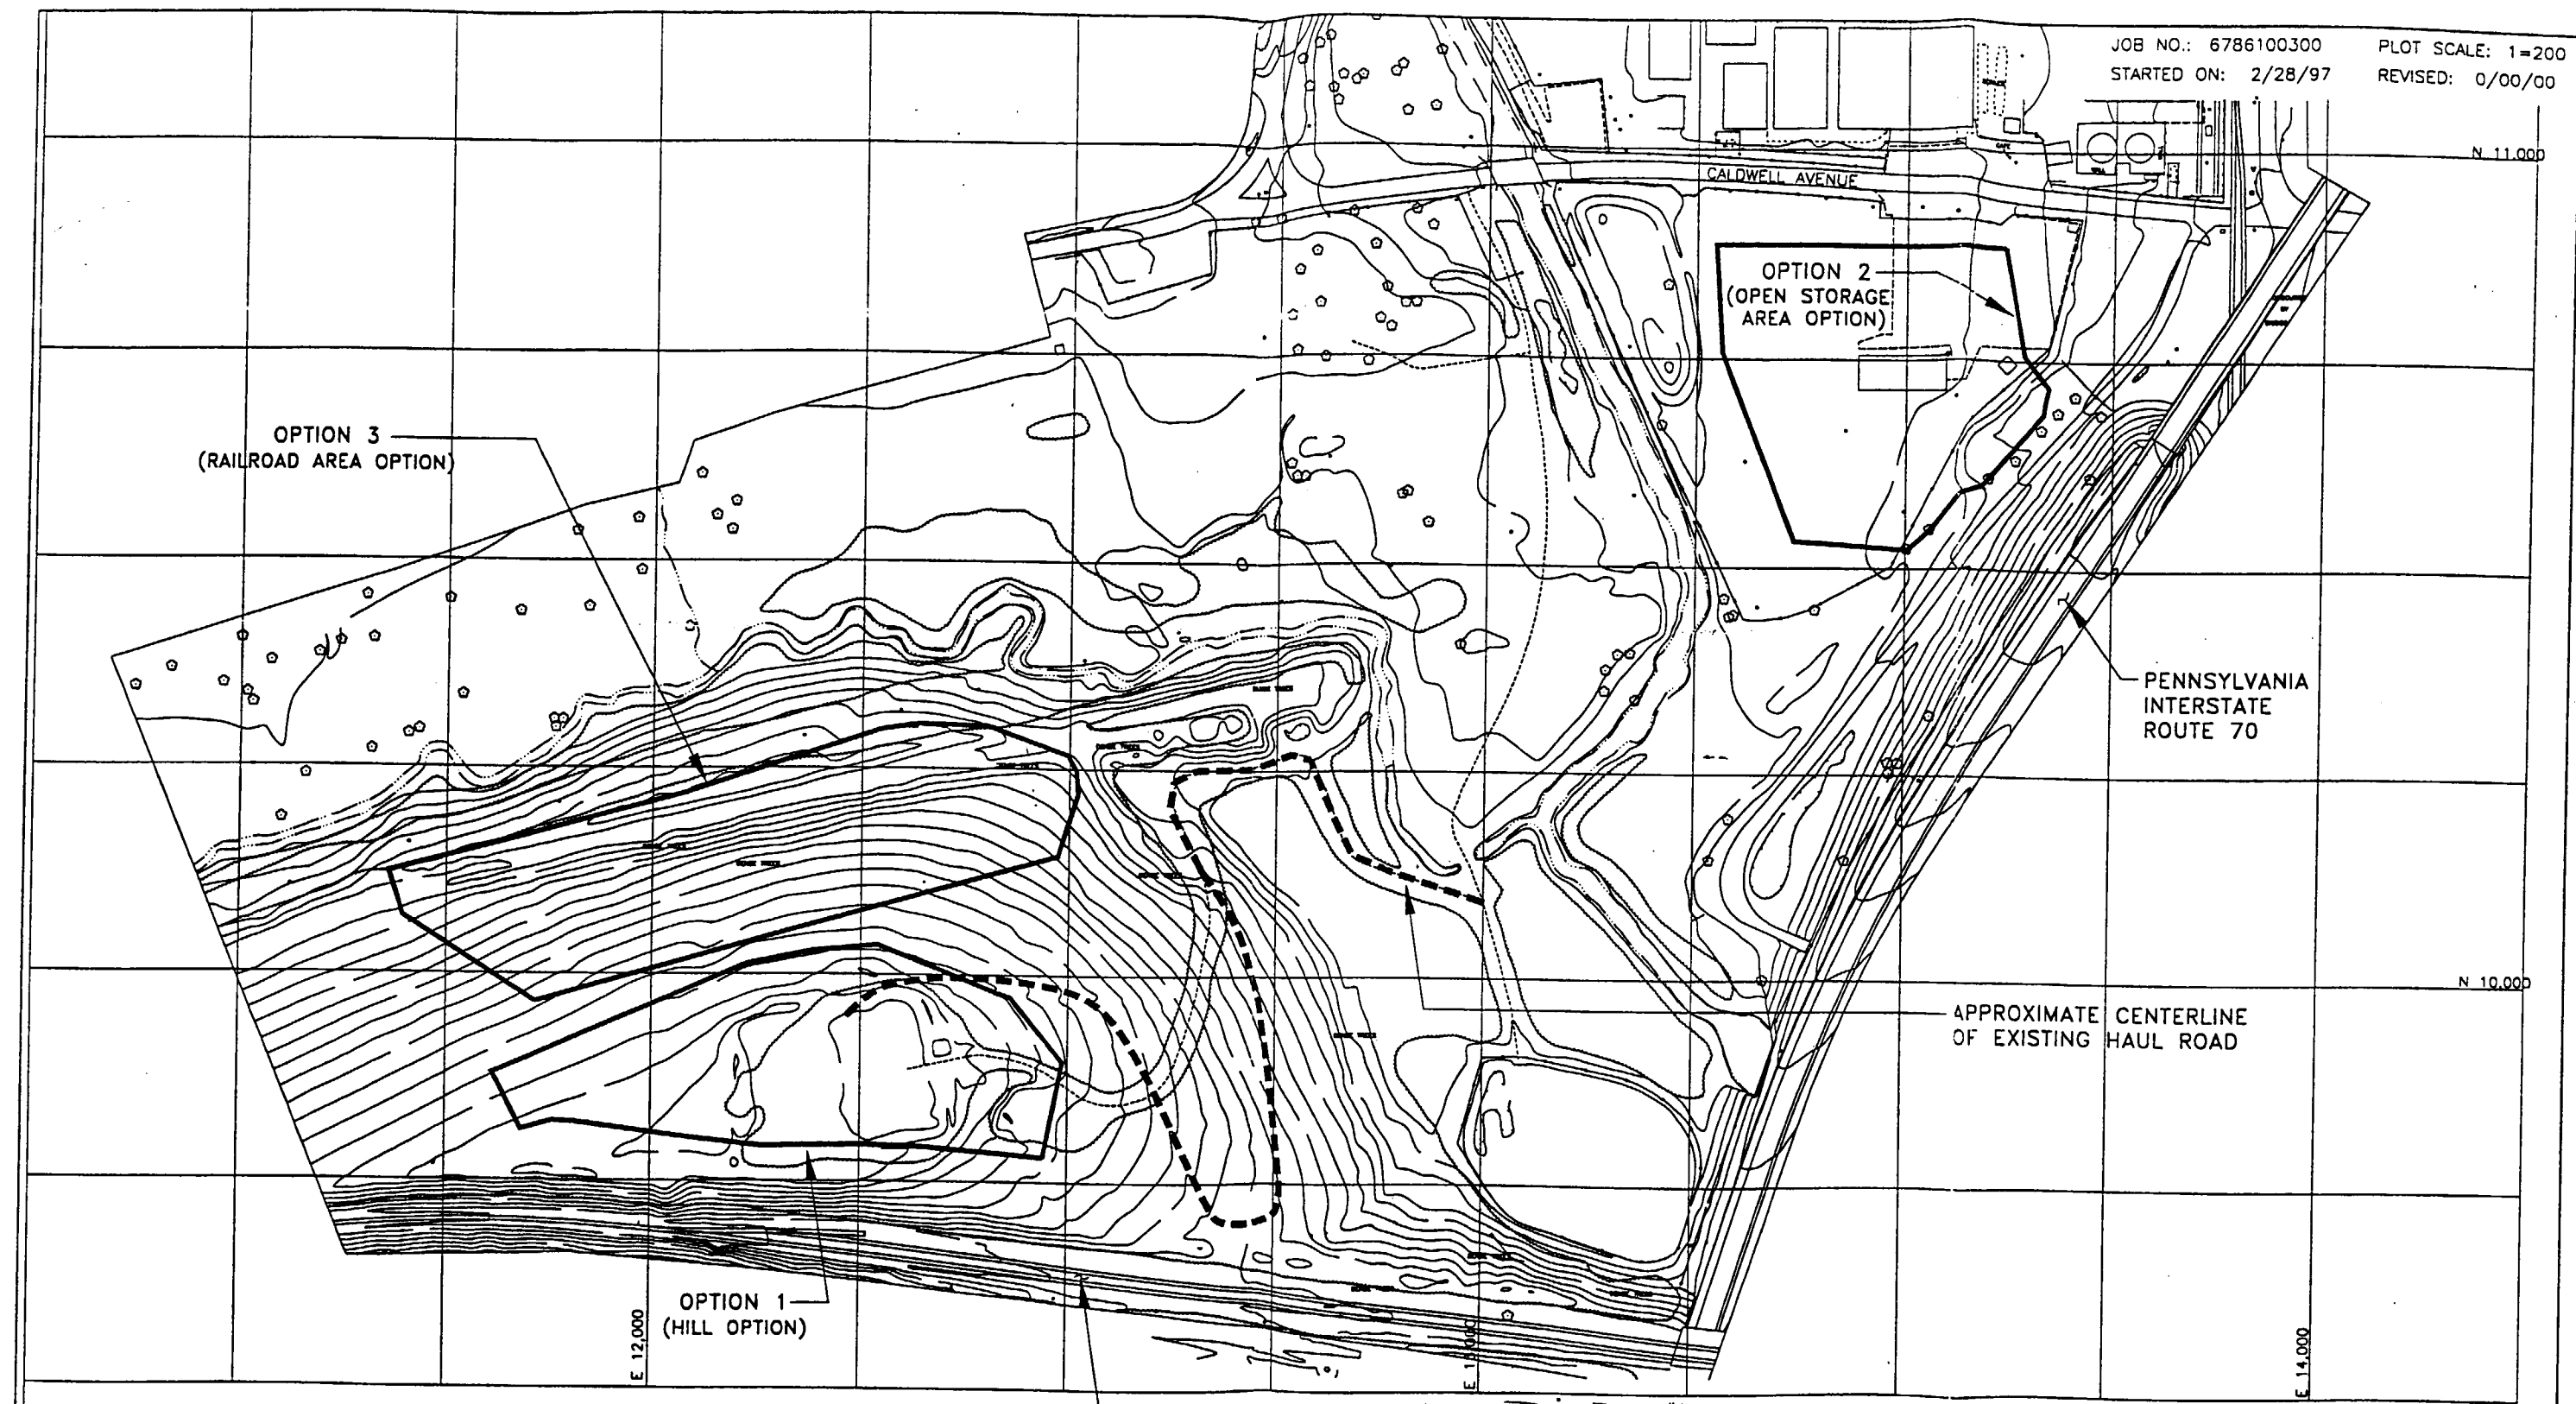 JOB NO.: 6786100300
PLOT SCALE: 1=200
STARTED ON: 2/28/97
REVISED: 0/00/00
N 11,000
CALDWELL AVENUE
OPTION 2
(OPEN STORAGE
AREA OPTION)
OPTION 3
(RAILROAD AREA OPTION)
PENNSYLVANIA
INTERSTATE
ROUTE 70
N 10,000
APPROXIMATE CENTERLINE
OF EXISTING HAUL ROAD
OPTION 1
(HILL OPTION)
E 12,000
E 13,000
E 14,000